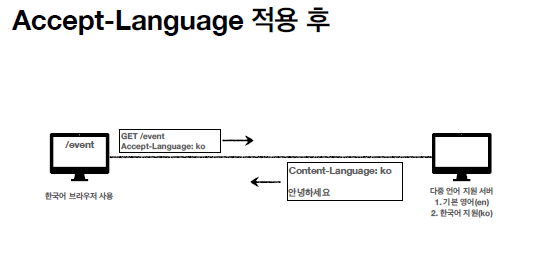 Accept-Language 적용 후
/event
GET /event
Accept-Language: ko
Content-Language: ko
안녕하세요
한국어 브라우저 사용
다중 언어 지원 서버
1. 기본 영어(en)
2. 한국어 지원(ko)